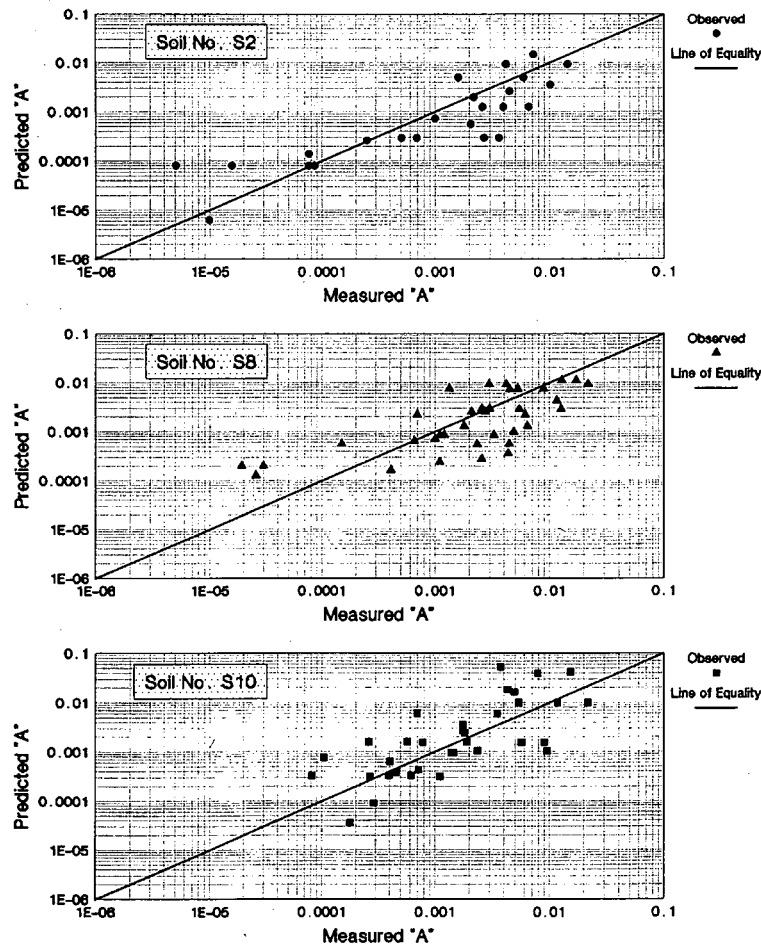 0.1
Soil No. S2
Observed
Line of Equality
0.01
0.001
0.0001
1E-05
1E-06
Predicted "A"
1E-06 1E-05 0.0001 0.001 0.01 0.1
Measured "A"
0.1
Soil No. S8
Observed
Line of Equality
0.01
0.001
0.0001
1E-05
1E-06
Predicted "A"
1E-06 1E-05 0.0001 0.001 0.01 0.1
Measured "A"
0.1
Soil No. S10
Observed
Line of Equality
0.01
0.001
0.0001
1E-05
1E-06
Predicted "A"
1E-06 1E-05 0.0001 0.001 0.01 0.1
Measured "A"